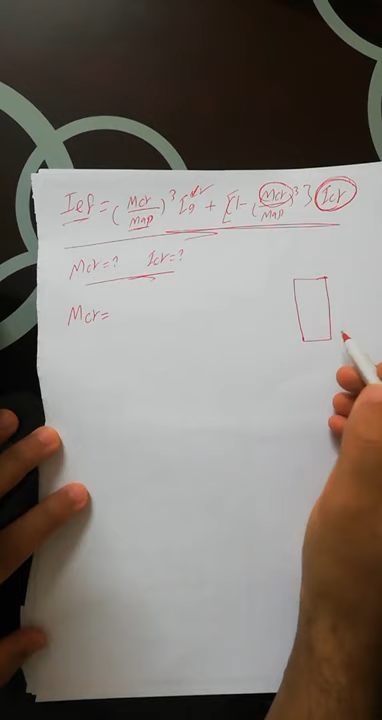 Ief = (Mcr/Map)³ Ig + [1-(Mcr/Map)³} Icr
Mcr=? Icr=?
Mcr=